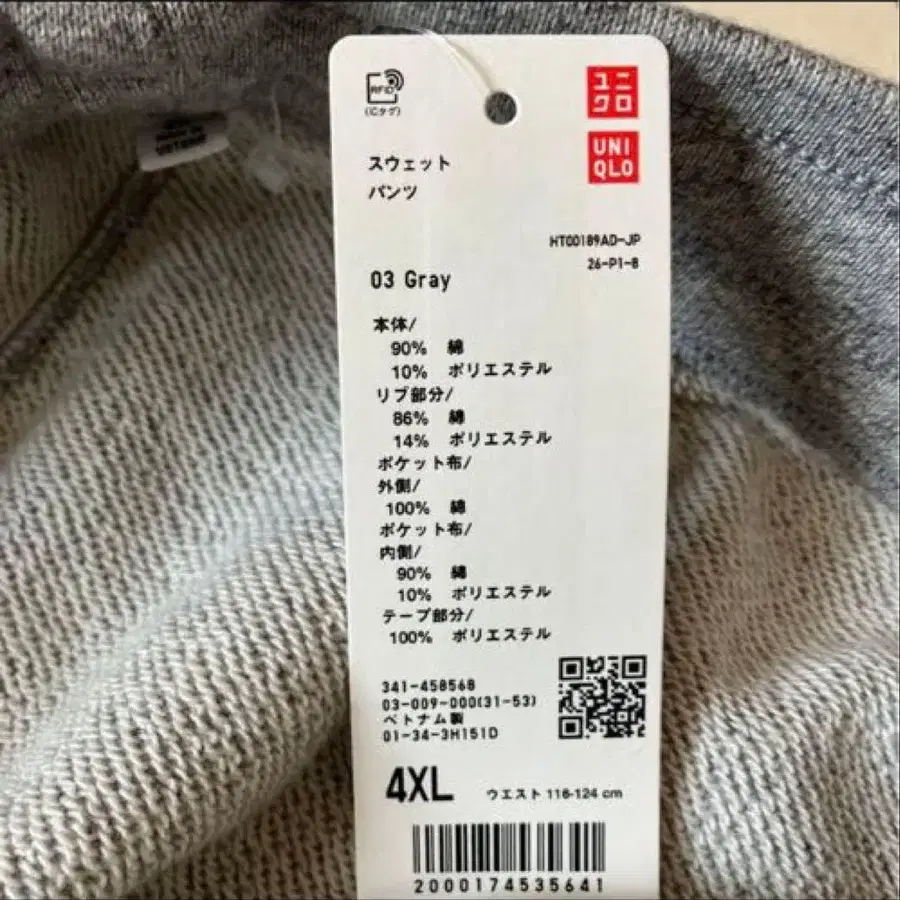 RFID
(ICタグ)
ユニ
クロ
UNI
QLO
スウェット
パンツ
HT00189AD-JP
26-P1-8
03 Gray
本体/
90% 綿
10% ポリエステル
リブ部分/
86% 綿
14% ポリエステル
ポケット布/
外側/
100% 綿
ポケット布/
内側/
90% 綿
10% ポリエステル
テープ部分/
100% ポリエステル
341-458568
03-009-000(31-53)
ベトナム製
01-34-3H151D
4XL ウエスト 116-124 cm
2000174535641